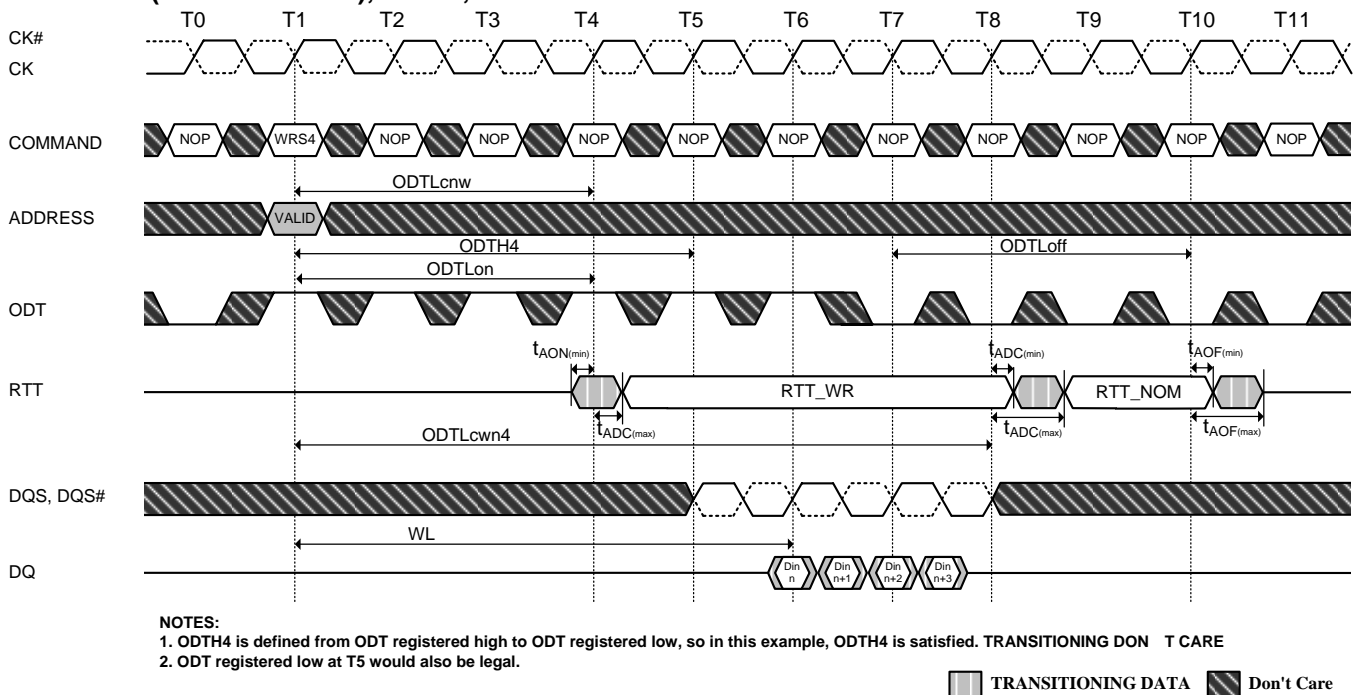 T0 T1 T2 T3 T4 T5 T6 T7 T8 T9 T10 T11
CK#
CK
COMMAND NOP WRS4 NOP NOP NOP NOP NOP NOP NOP NOP NOP NOP
ODTLcnw
ADDRESS VALID
ODTH4 ODTLoff
ODTLon
ODT
tAON(min) tADC(min) tAOF(min)
RTT RTT_WR RTT_NOM
tADC(max) tADC(max) tAOF(max)
ODTLcwn4
DQS, DQS#
WL
DQ Din n Din n+1 Din n+2 Din n+3
NOTES:
1. ODTH4 is defined from ODT registered high to ODT registered low, so in this example, ODTH4 is satisfied. TRANSITIONING DON T CARE
2. ODT registered low at T5 would also be legal.
TRANSITIONING DATA Don't Care